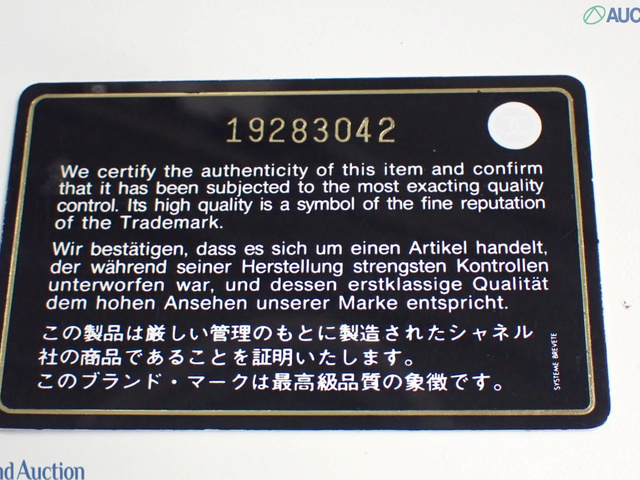 AUC
19283042
We certify the authenticity of this item and confirm
that it has been subjected to the most exacting quality
control. Its high quality is a symbol of the fine reputation
of the Trademark.
Wir bestätigen, dass es sich um einen Artikel handelt,
der während seiner Herstellung strengsten Kontrollen
unterworfen war, und dessen erstklassige Qualität
dem hohen Ansehen unserer Marke entspricht.
この製品は厳しい管理のもとに製造されたシャネル
社の商品であることを証明いたします。
このブランド・マークは最高級品質の象徴です。
SYSTEME BREVETE
nd Auction